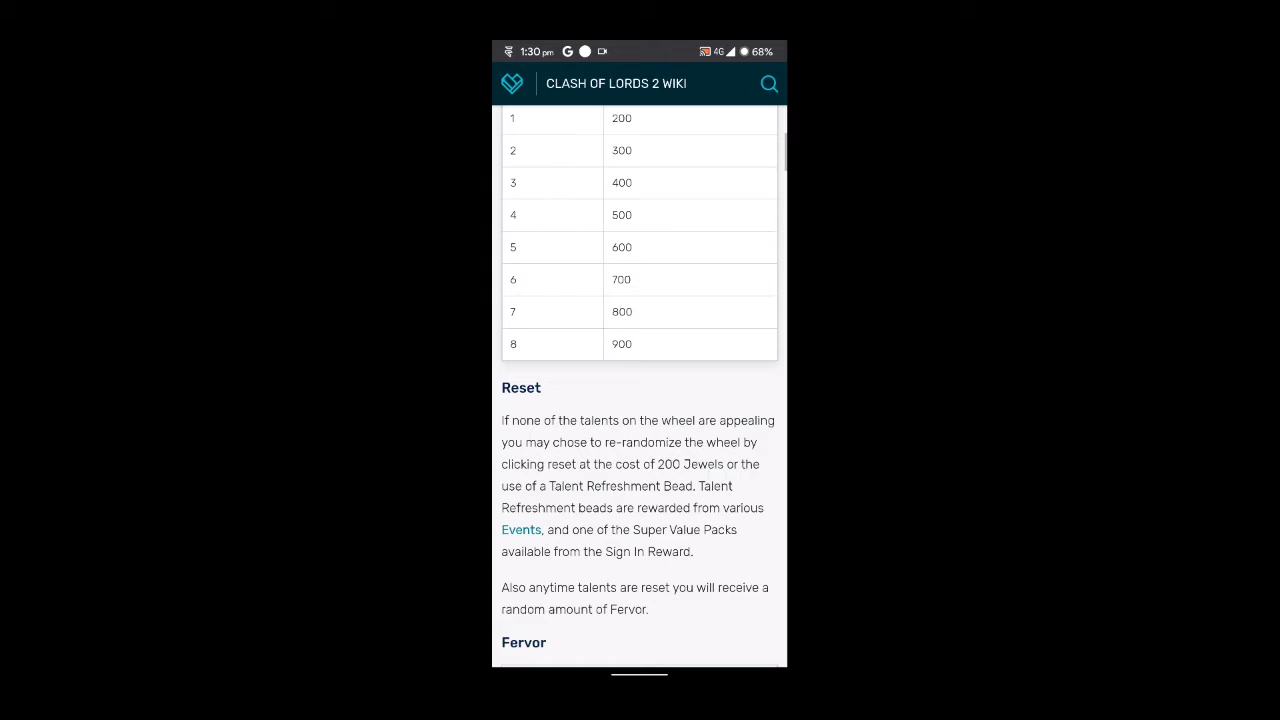 1:30 pm G 4G 68%
CLASH OF LORDS 2 WIKI
1 200
2 300
3 400
4 500
5 600
6 700
7 800
8 900
Reset
If none of the talents on the wheel are appealing
you may chose to re-randomize the wheel by
clicking reset at the cost of 200 Jewels or the
use of a Talent Refreshment Bead. Talent
Refreshment beads are rewarded from various
Events, and one of the Super Value Packs
available from the Sign In Reward.
Also anytime talents are reset you will receive a
random amount of Fervor.
Fervor